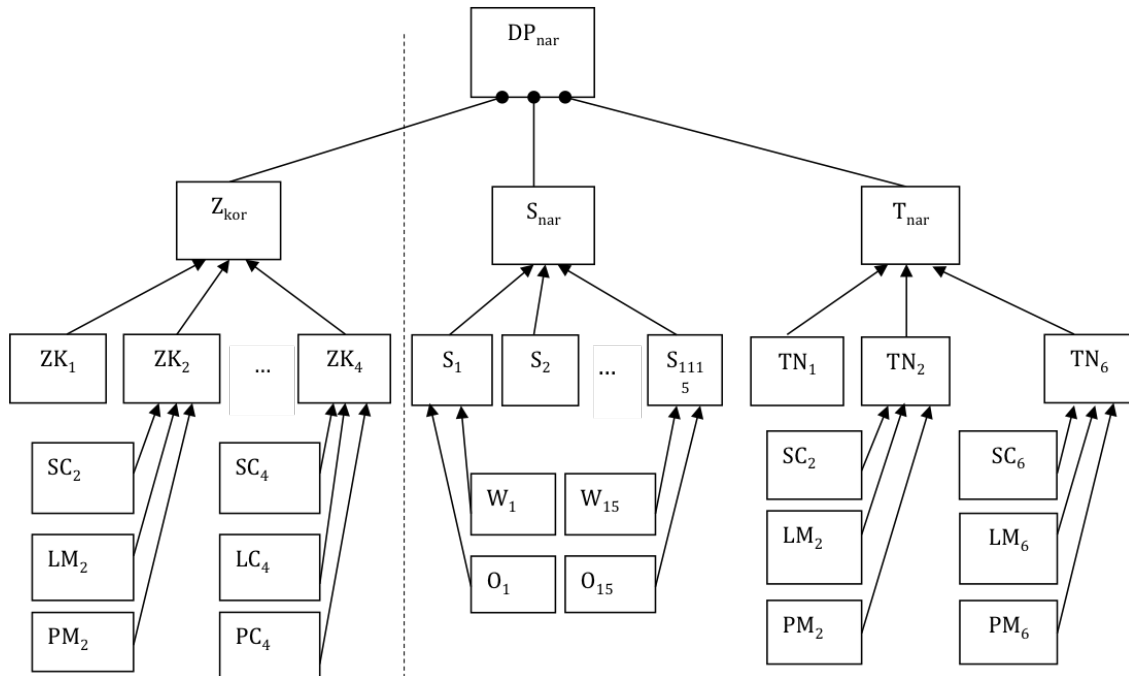 DPnar
Zkor
Snar
Tnar
ZK1
ZK2
...
ZK4
S1
S2
...
S111
5
TN1
TN2
TN6
SC2
SC4
W1
W15
SC2
SC6
LM2
LC4
O1
O15
LM2
LM6
PM2
PC4
PM2
PM6